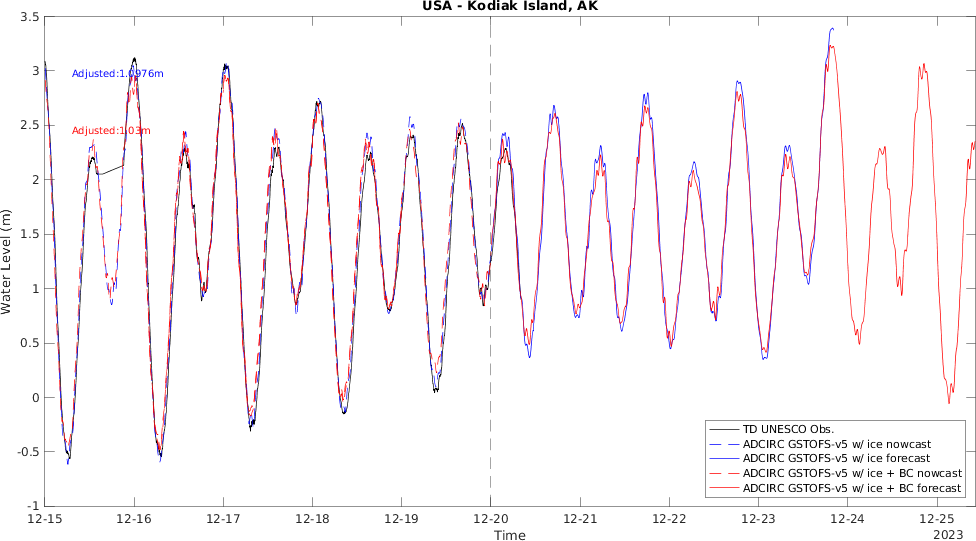 USA - Kodiak Island, AK
3.5
3
2.5
2
1.5
1
0.5
0
-0.5
-1
Water Level (m)
Adjusted:1.0976m
Adjusted:1.03m
TD UNESCO Obs.
ADCIRC GSTOFS-v5 w/ ice nowcast
ADCIRC GSTOFS-v5 w/ ice forecast
ADCIRC GSTOFS-v5 w/ ice + BC nowcast
ADCIRC GSTOFS-v5 w/ ice + BC forecast
12-15 12-16 12-17 12-18 12-19 12-20 12-21 12-22 12-23 12-24 12-25
Time
2023